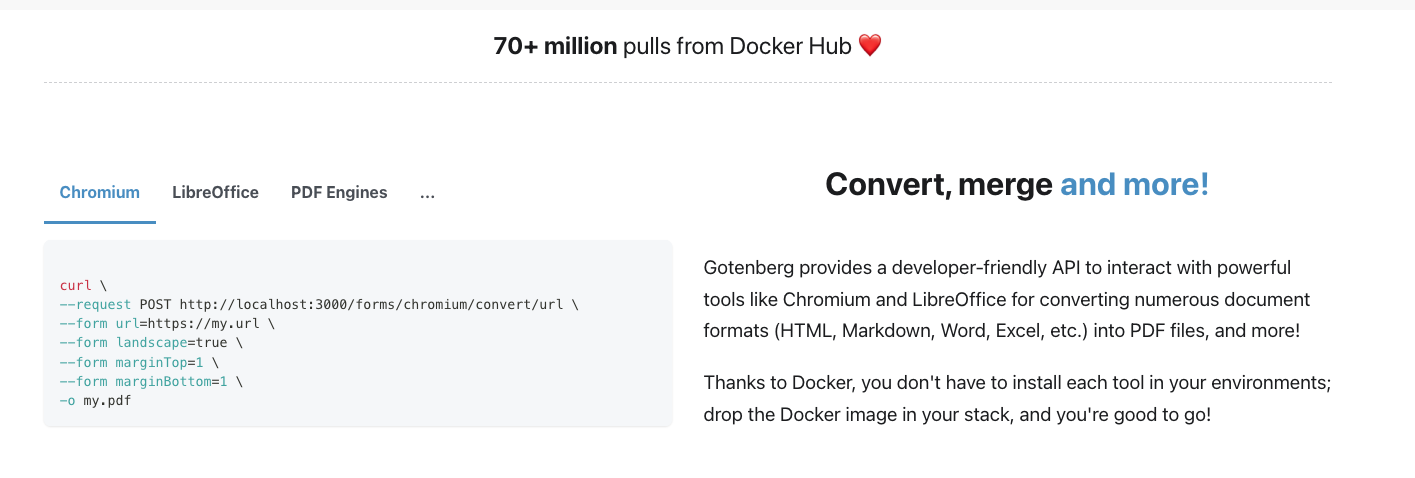 70+ million pulls from Docker Hub ❤️
Chromium LibreOffice PDF Engines ...
curl \
--request POST http://localhost:3000/forms/chromium/convert/url \
--form url=https://my.url \
--form landscape=true \
--form marginTop=1 \
--form marginBottom=1 \
-o my.pdf
Convert, merge and more!
Gotenberg provides a developer-friendly API to interact with powerful
tools like Chromium and LibreOffice for converting numerous document
formats (HTML, Markdown, Word, Excel, etc.) into PDF files, and more!
Thanks to Docker, you don't have to install each tool in your environments;
drop the Docker image in your stack, and you're good to go!